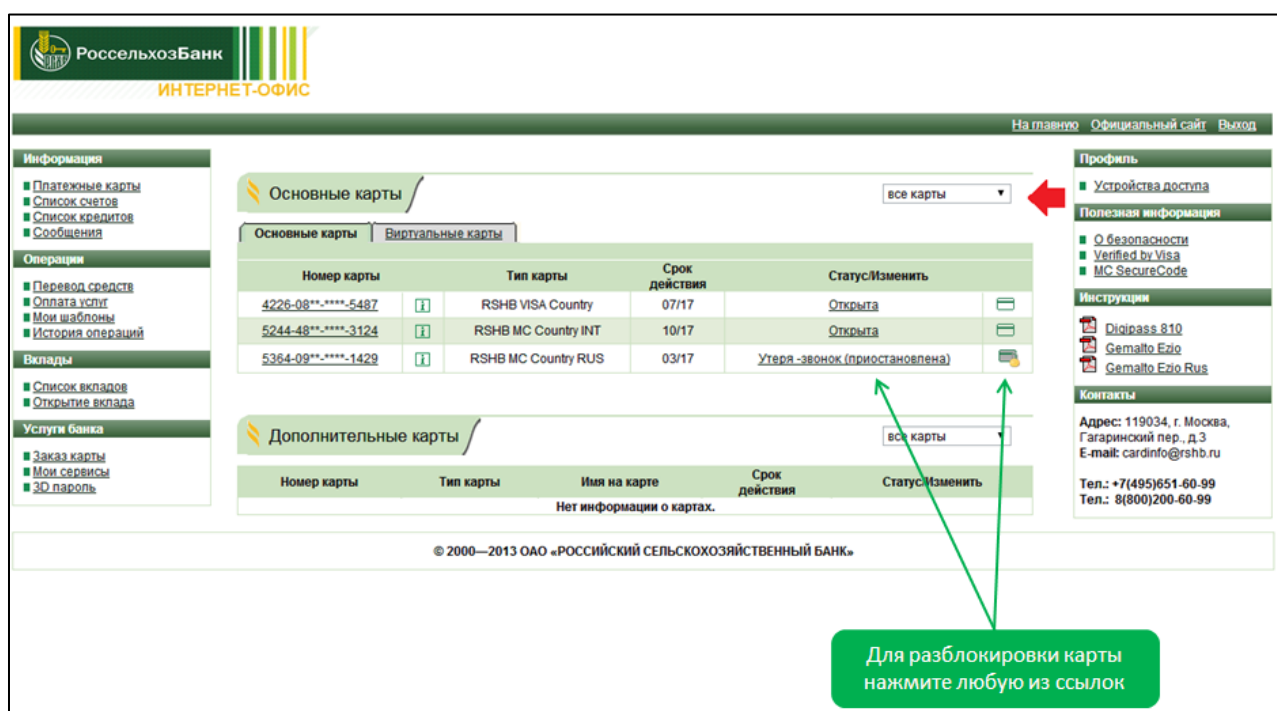 РоссельхозБанк
ИНТЕРНЕТ-ОФИС
На главную Официальный сайт Выход
Информация
Платежные карты
Список счетов
Список кредитов
Сообщения
Операции
Перевод средств
Оплата услуг
Мои шаблоны
История операций
Вклады
Список вкладов
Открытие вклада
Услуги банка
Заказ карты
Мои сервисы
3D пароль
Основные карты
все карты
Основные карты Виртуальные карты
Номер карты Тип карты Срок действия Статус/Изменить
4226-08**-****-5487 RSHB VISA Country 07/17 Открыта
5244-48**-****-3124 RSHB MC Country INT 10/17 Открыта
5364-09**-****-1429 RSHB MC Country RUS 03/17 Утеря -звонок (приостановлена)
Дополнительные карты
все карты
Номер карты Тип карты Имя на карте Срок действия Статус/Изменить
Нет информации о картах.
Профиль
Устройства доступа
Полезная информация
О безопасности
Verified by Visa
MC SecureCode
Инструкции
Digipass 810
Gemalto Ezio
Gemalto Ezio Rus
Контакты
Адрес: 119034, г. Москва,
Гагаринский пер., д.3
E-mail: cardinfo@rshb.ru
Тел.: +7(495)651-60-99
Тел.: 8(800)200-60-99
© 2000—2013 ОАО «РОССИЙСКИЙ СЕЛЬСКОХОЗЯЙСТВЕННЫЙ БАНК»
Для разблокировки карты
нажмите любую из ссылок